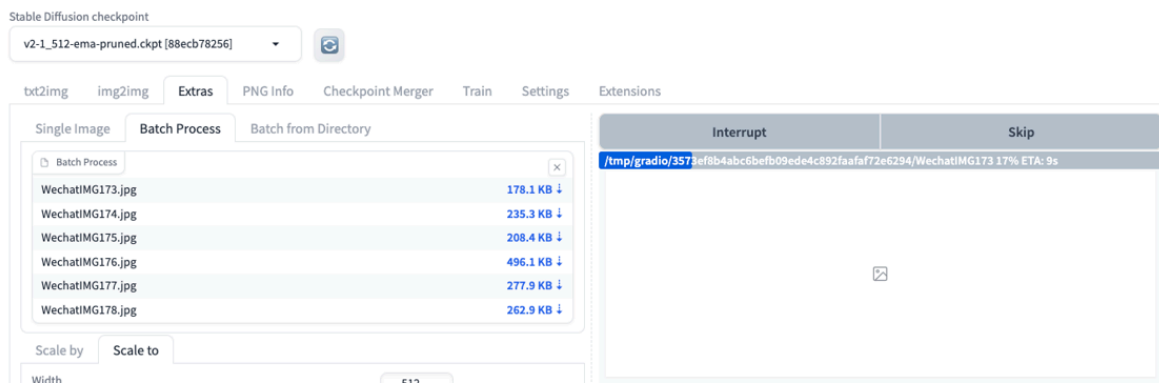 Stable Diffusion checkpoint
v2-1_512-ema-pruned.ckpt [88ecb78256]
txt2img img2img Extras PNG Info Checkpoint Merger Train Settings Extensions
Single Image Batch Process Batch from Directory
Batch Process
WechatIMG173.jpg 178.1 KB ↓
WechatIMG174.jpg 235.3 KB ↓
WechatIMG175.jpg 208.4 KB ↓
WechatIMG176.jpg 496.1 KB ↓
WechatIMG177.jpg 277.9 KB ↓
WechatIMG178.jpg 262.9 KB ↓
Scale by Scale to
Width 512
Interrupt Skip
/tmp/gradio/3573ef8b4abc6befb09ede4c892faafaf72e6294/WechatIMG173 17% ETA: 9s